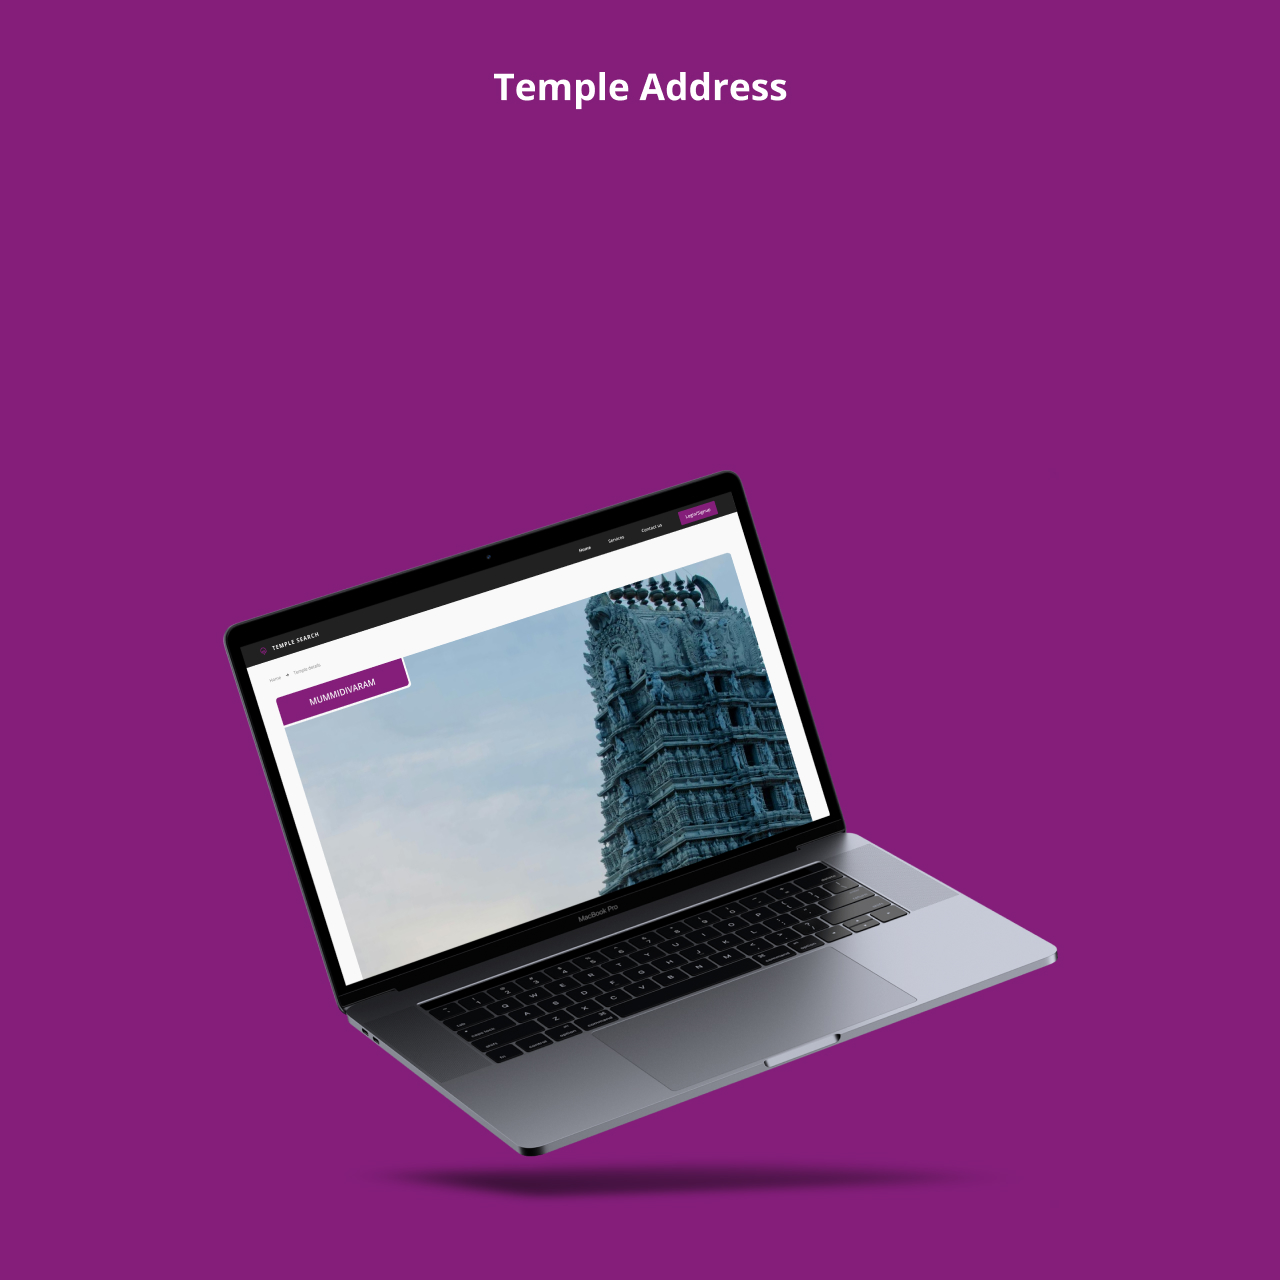 Temple Address
Home
Services
Contact us
Login/Signup
TEMPLE SEARCH
Home
Temple details
MUMMIDIVARAM
MacBook Pro